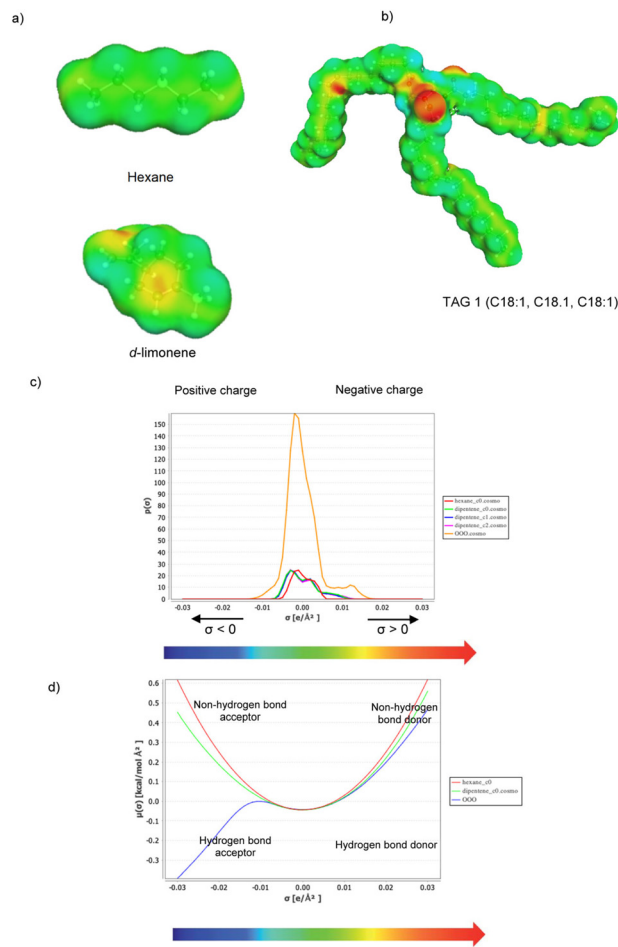 a)
b)
Hexane
TAG 1 (C18:1, C18.1, C18:1)
d-limonene
c)
Positive charge
Negative charge
150
140
130
120
110
100
90
80
70
60
50
40
30
20
10
0
p(σ)
hexane_c0.cosmo
dipentene_c0.cosmo
dipentene_c1.cosmo
dipentene_c2.cosmo
OOO.cosmo
-0.03 -0.02 -0.01 0.00 0.01 0.02 0.03
σ [e/Å²]
σ < 0
σ > 0
d)
0.6
0.5
0.4
0.3
0.2
0.1
0.0
-0.1
-0.2
-0.3
μ(σ) [kcal/mol Å²]
Non-hydrogen bond
acceptor
Non-hydrogen
bond donor
hexane_c0
dipentene_c0.cosmo
OOO
Hydrogen bond
acceptor
Hydrogen bond donor
-0.03 -0.02 -0.01 0.00 0.01 0.02 0.03
σ [e/Å²]